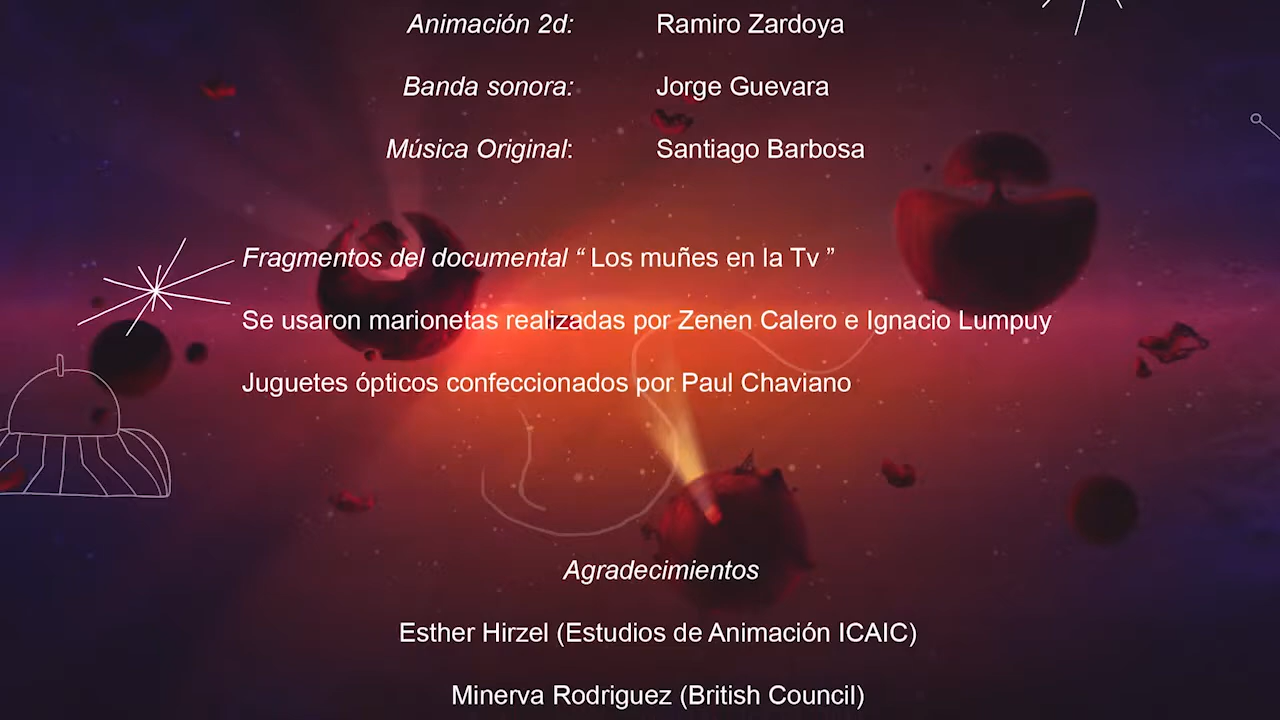 Animación 2d: Ramiro Zardoya
Banda sonora: Jorge Guevara
Música Original: Santiago Barbosa
Fragmentos del documental “ Los muñes en la Tv ”
Se usaron marionetas realizadas por Zenen Calero e Ignacio Lumpuy
Juguetes ópticos confeccionados por Paul Chaviano
Agradecimientos
Esther Hirzel (Estudios de Animación ICAIC)
Minerva Rodriguez (British Council)